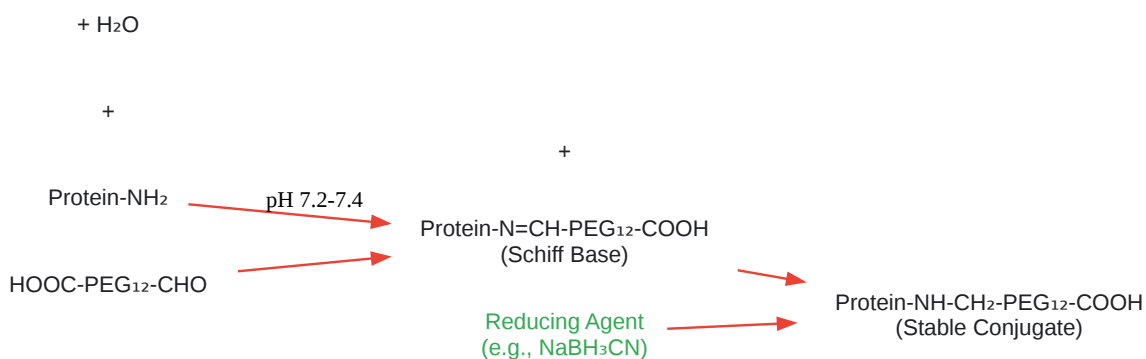 + H₂O
+
+
Protein-NH₂
pH 7.2-7.4
Protein-N=CH-PEG₁₂-COOH
(Schiff Base)
HOOC-PEG₁₂-CHO
Reducing Agent
(e.g., NaBH₃CN)
Protein-NH-CH₂-PEG₁₂-COOH
(Stable Conjugate)